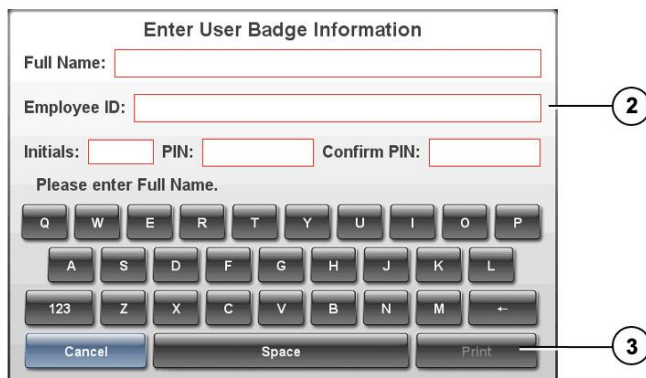 Enter User Badge Information
Full Name:
Employee ID:
2
Initials: PIN: Confirm PIN:
Please enter Full Name.
Q W E R T Y U I O P
A S D F G H J K L
123 Z X C V B N M ←
Cancel Space Print
3